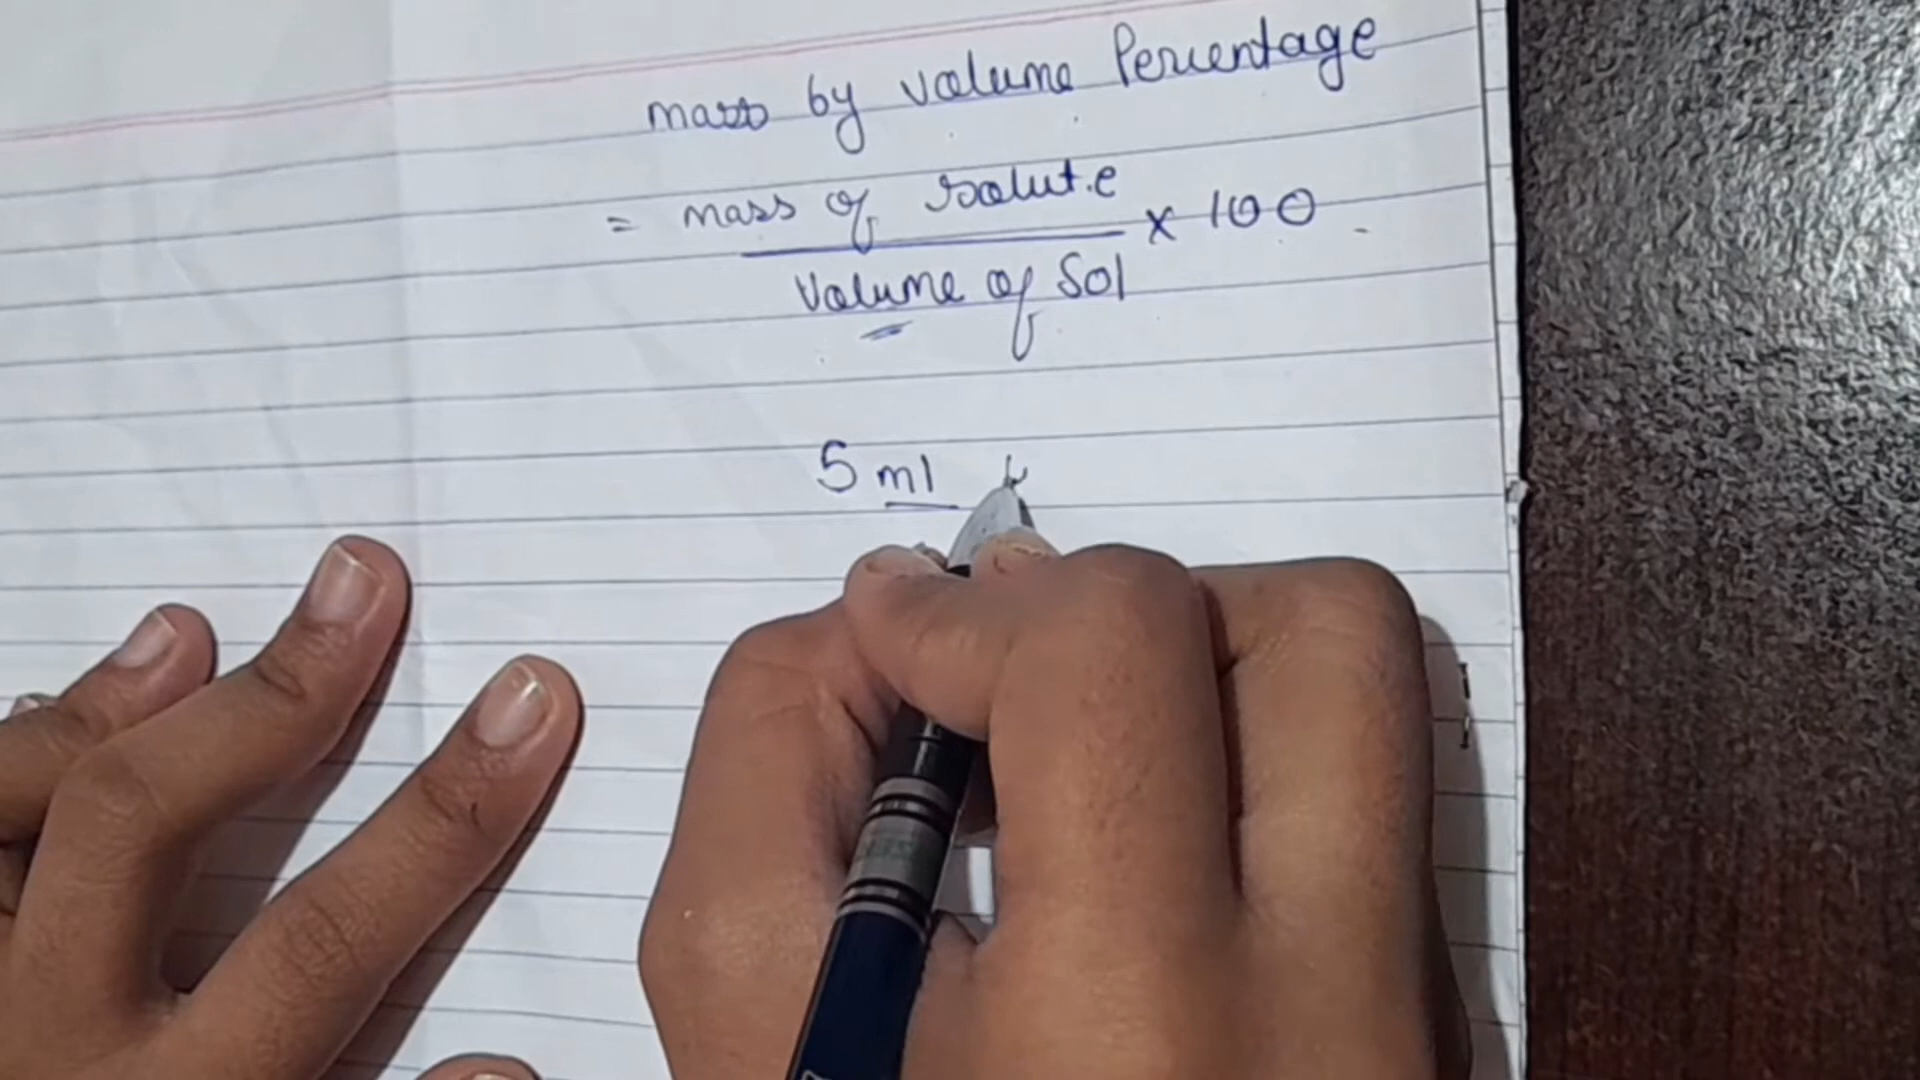 mass by volume Percentage
= mass of solute × 100
volume of Sol
5 ml